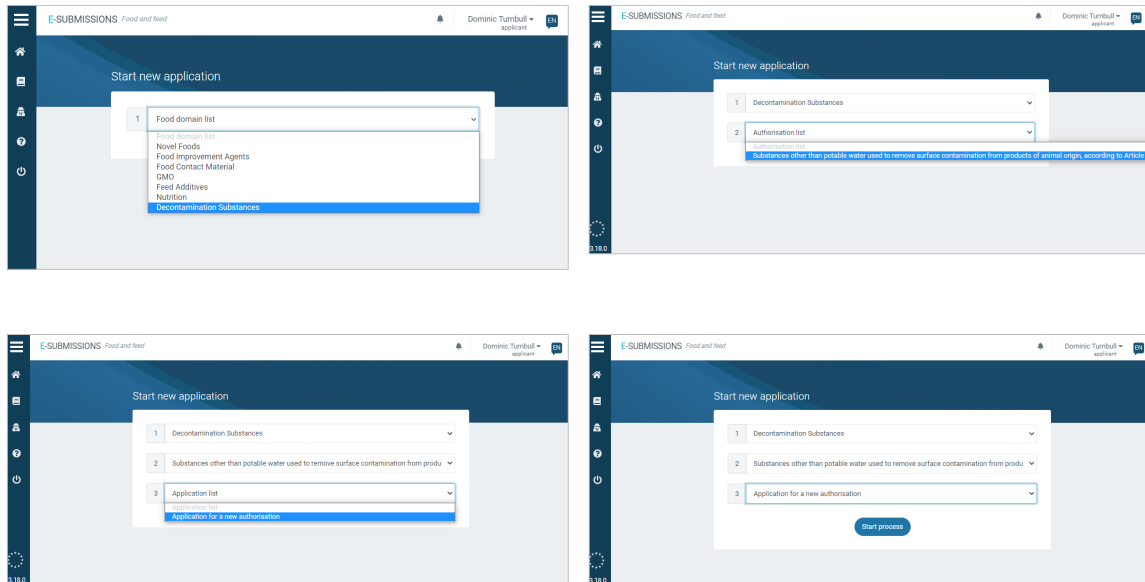 E-SUBMISSIONS Food and feed
Dominic Turnbull
applicant
EN
Start new application
1 Food domain list
Food domain list
Novel Foods
Food Improvement Agents
Food Contact Material
GMO
Feed Additives
Nutrition
Decontamination Substances
E-SUBMISSIONS Food and feed
Dominic Turnbull
applicant
EN
Start new application
1 Decontamination Substances
2 Authorisation list
Authorisation list
Substances other than potable water used to remove surface contamination from products of animal origin, according to Article
3.18.0
E-SUBMISSIONS Food and feed
Dominic Turnbull
applicant
EN
Start new application
1 Decontamination Substances
2 Substances other than potable water used to remove surface contamination from produ
3 Application list
Application list
Application for a new authorisation
3.18.0
E-SUBMISSIONS Food and feed
Dominic Turnbull
applicant
EN
Start new application
1 Decontamination Substances
2 Substances other than potable water used to remove surface contamination from produ
3 Application for a new authorisation
Start process
3.18.0